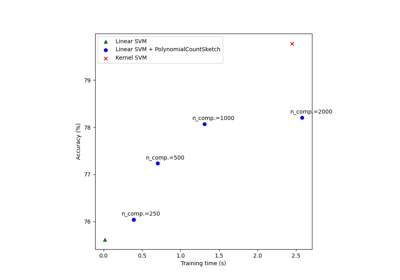 Linear SVM
Linear SVM + PolynomialCountSketch
Kernel SVM
79
n_comp.=2000
n_comp.=1000
78
n_comp.=500
77
n_comp.=250
76
Accuracy (%)
0.0 0.5 1.0 1.5 2.0 2.5
Training time (s)